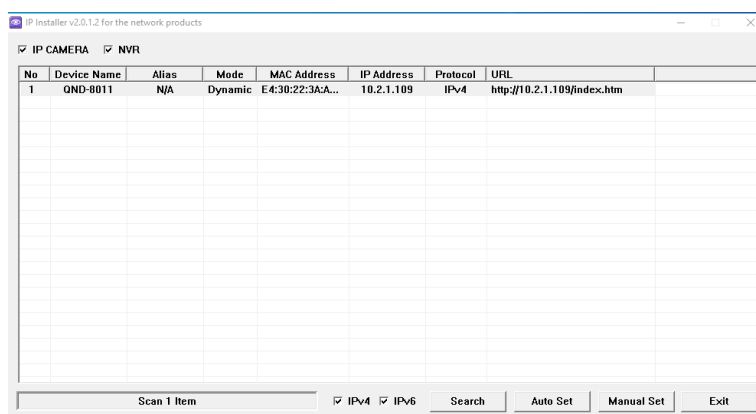 IP Installer v2.0.1.2 for the network products
IP CAMERA NVR
No Device Name Alias Mode MAC Address IP Address Protocol URL
1 QND-8011 N/A Dynamic E4:30:22:3A:A... 10.2.1.109 IPv4 http://10.2.1.109/index.htm
Scan 1 Item IPv4 IPv6 Search Auto Set Manual Set Exit